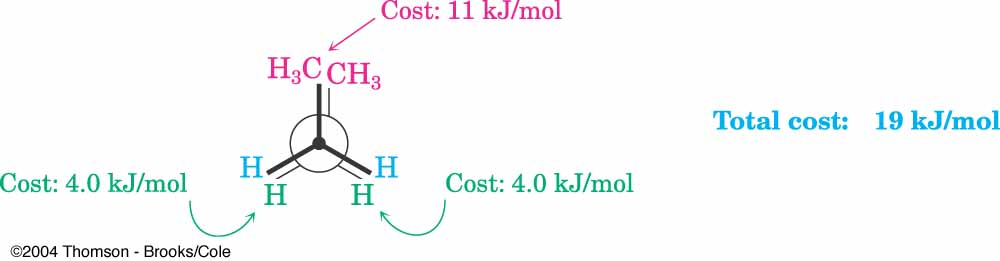 Cost: 11 kJ/mol
H₃C CH₃
Total cost: 19 kJ/mol
H H
Cost: 4.0 kJ/mol H H Cost: 4.0 kJ/mol
©2004 Thomson - Brooks/Cole